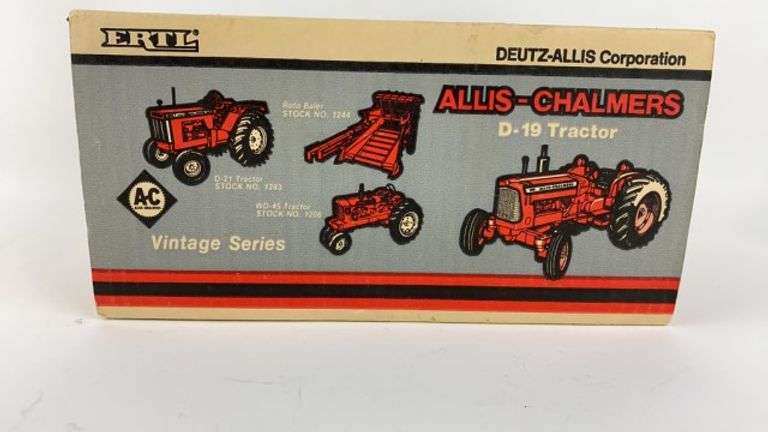 ERTL
DEUTZ-ALLIS Corporation
ALLIS-CHALMERS
D-19 Tractor
Roto Baler
STOCK NO. 1244
D-21 Tractor
STOCK NO. 1283
WD-45 Tractor
STOCK NO. 1206
A-C
Vintage Series